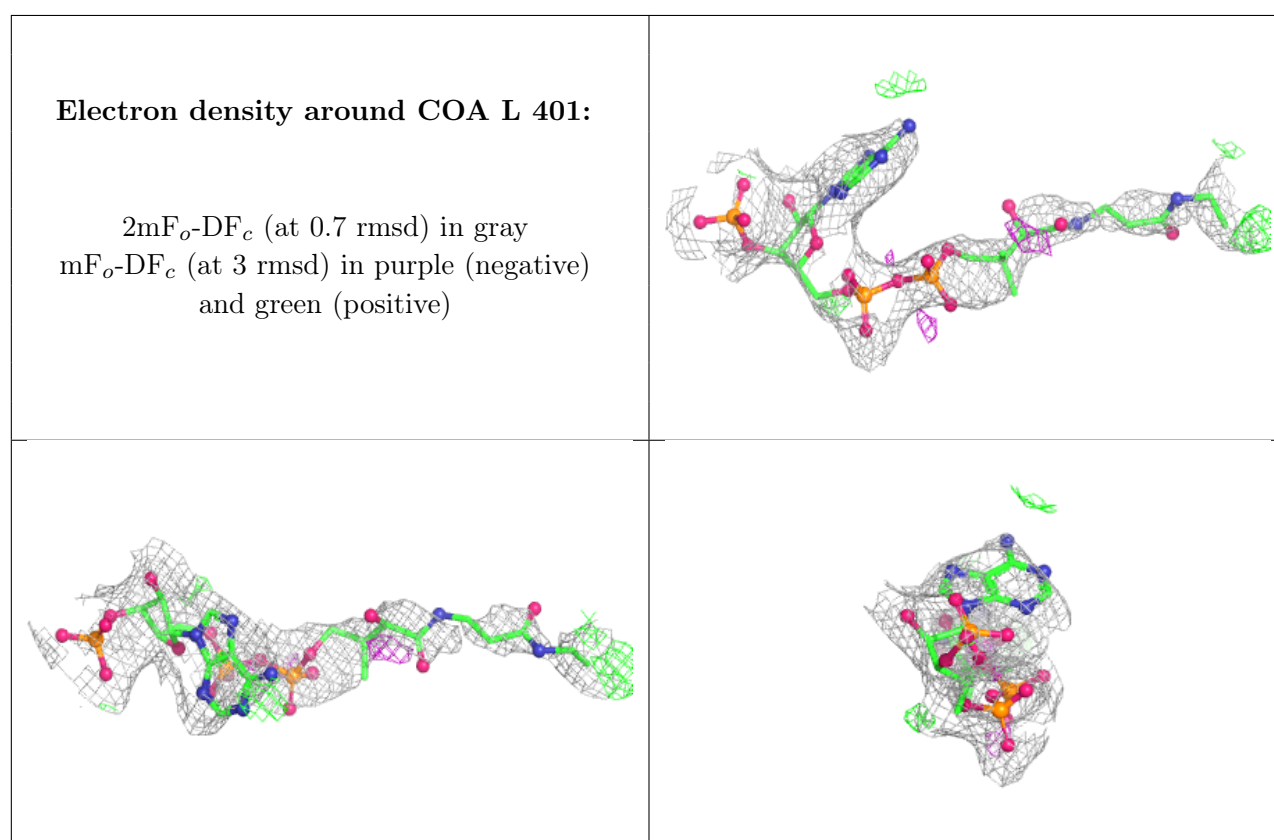 Electron density around COA L 401:
2mFo-DFc (at 0.7 rmsd) in gray
mFo-DFc (at 3 rmsd) in purple (negative)
and green (positive)